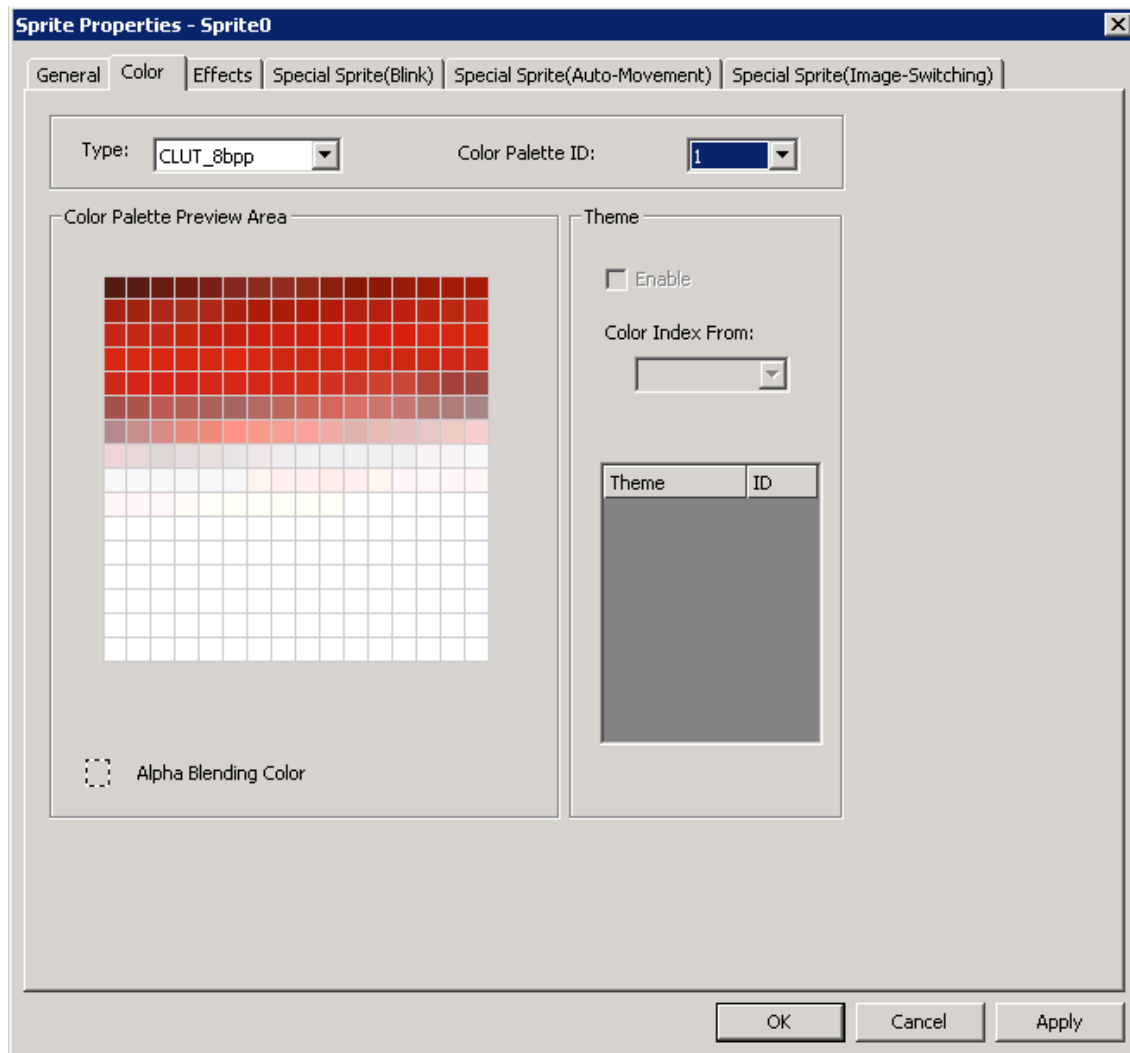 Sprite Properties - Sprite0
General Color Effects Special Sprite(Blink) Special Sprite(Auto-Movement) Special Sprite(Image-Switching)
Type: CLUT_8bpp Color Palette ID: 1
Color Palette Preview Area
Theme
Enable
Color Index From:
Theme ID
Alpha Blending Color
OK Cancel Apply